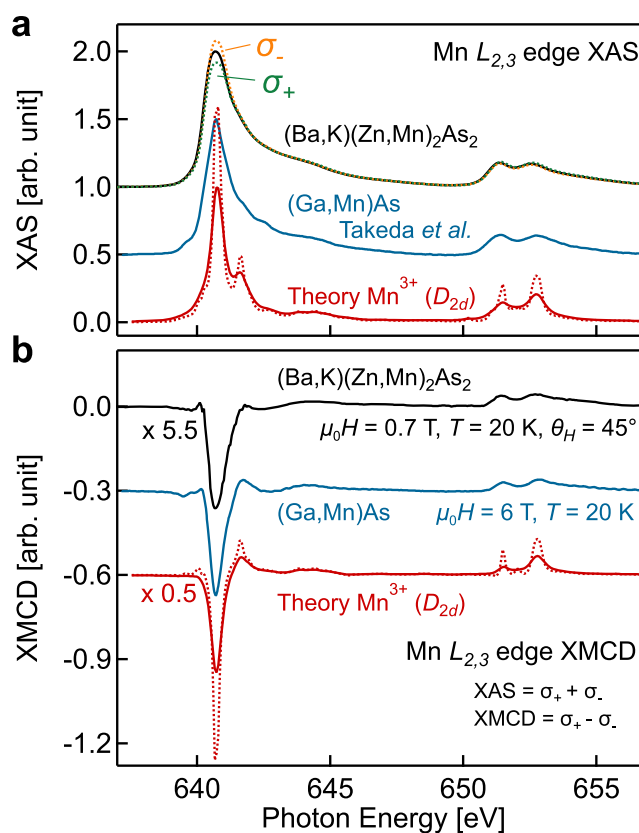 a
Mn L2,3 edge XAS
σ-
σ+
(Ba,K)(Zn,Mn)2As2
(Ga,Mn)As
Takeda et al.
Theory Mn3+ (D2d)
XAS [arb. unit]
2.0
1.5
1.0
0.5
0.0
b
(Ba,K)(Zn,Mn)2As2
x 5.5
μ0H = 0.7 T, T = 20 K, θH = 45°
(Ga,Mn)As
μ0H = 6 T, T = 20 K
x 0.5
Theory Mn3+ (D2d)
Mn L2,3 edge XMCD
XAS = σ+ + σ-
XMCD = σ+ - σ-
XMCD [arb. unit]
0.0
-0.3
-0.6
-0.9
-1.2
640 645 650 655
Photon Energy [eV]